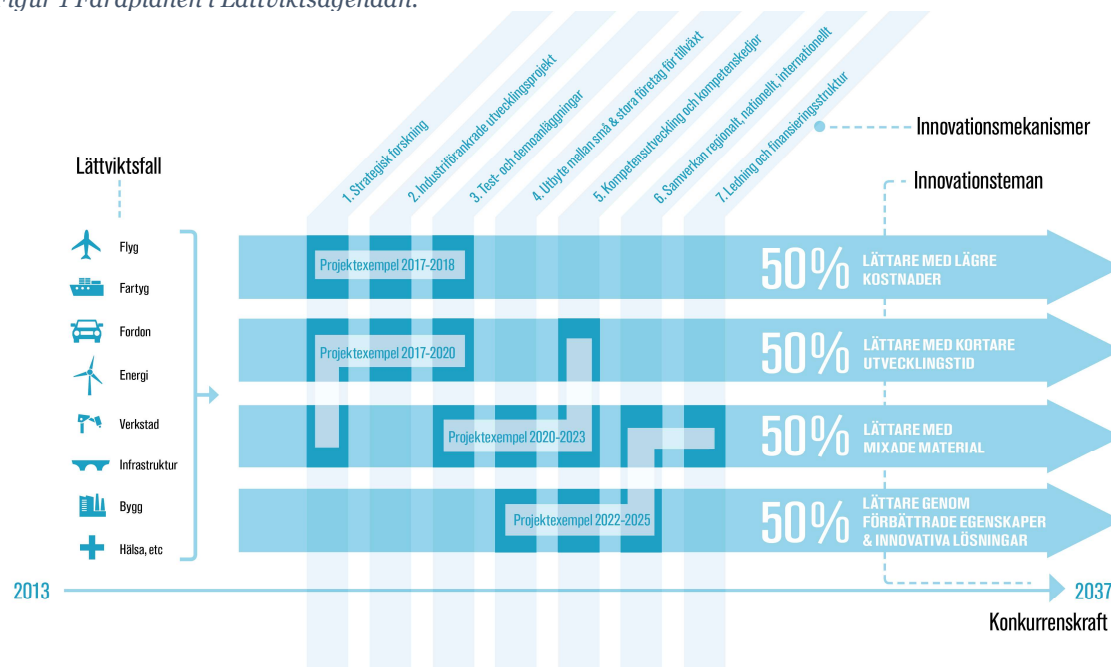 Figur 1 Färdplanen i Lättviktsagendan.
1. Strategisk forskning
2. Industriförankrade utvecklingsprojekt
3. Test- och demoanläggningar
4. Utbyte mellan små & stora företag för tillväxt
5. Kompetensutveckling och kompetenskedjor
6. Samverkan regionalt, nationellt, internationellt
7. Ledning och finansieringsstruktur
Innovationsmekanismer
Innovationsteman
Lättviktsfall
Flyg
Fartyg
Fordon
Energi
Verkstad
Infrastruktur
Bygg
Hälsa, etc
Projektexempel 2017-2018
50% LÄTTARE MED LÄGRE
KOSTNADER
Projektexempel 2017-2020
50% LÄTTARE MED KORTARE
UTVECKLINGSTID
Projektexempel 2020-2023
50% LÄTTARE MED
MIXADE MATERIAL
Projektexempel 2022-2025
50% LÄTTARE GENOM
FÖRBÄTTRADE EGENSKAPER
& INNOVATIVA LÖSNINGAR
2013
2037
Konkurrenskraft